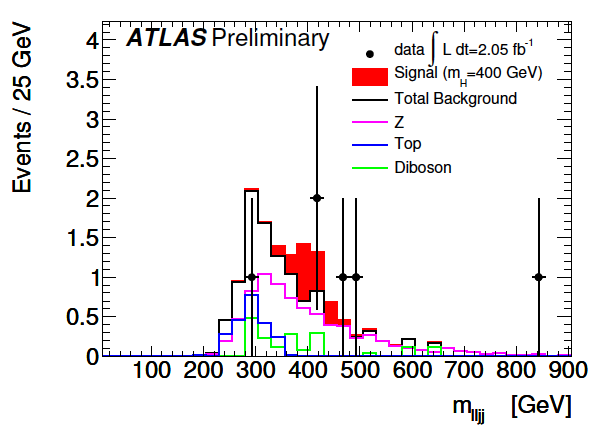 ATLAS Preliminary
data ∫ L dt=2.05 fb⁻¹
Signal (m_H=400 GeV)
Total Background
Z
Top
Diboson
Events / 25 GeV
4
3.5
3
2.5
2
1.5
1
0.5
0
100 200 300 400 500 600 700 800 900
m_lljj [GeV]